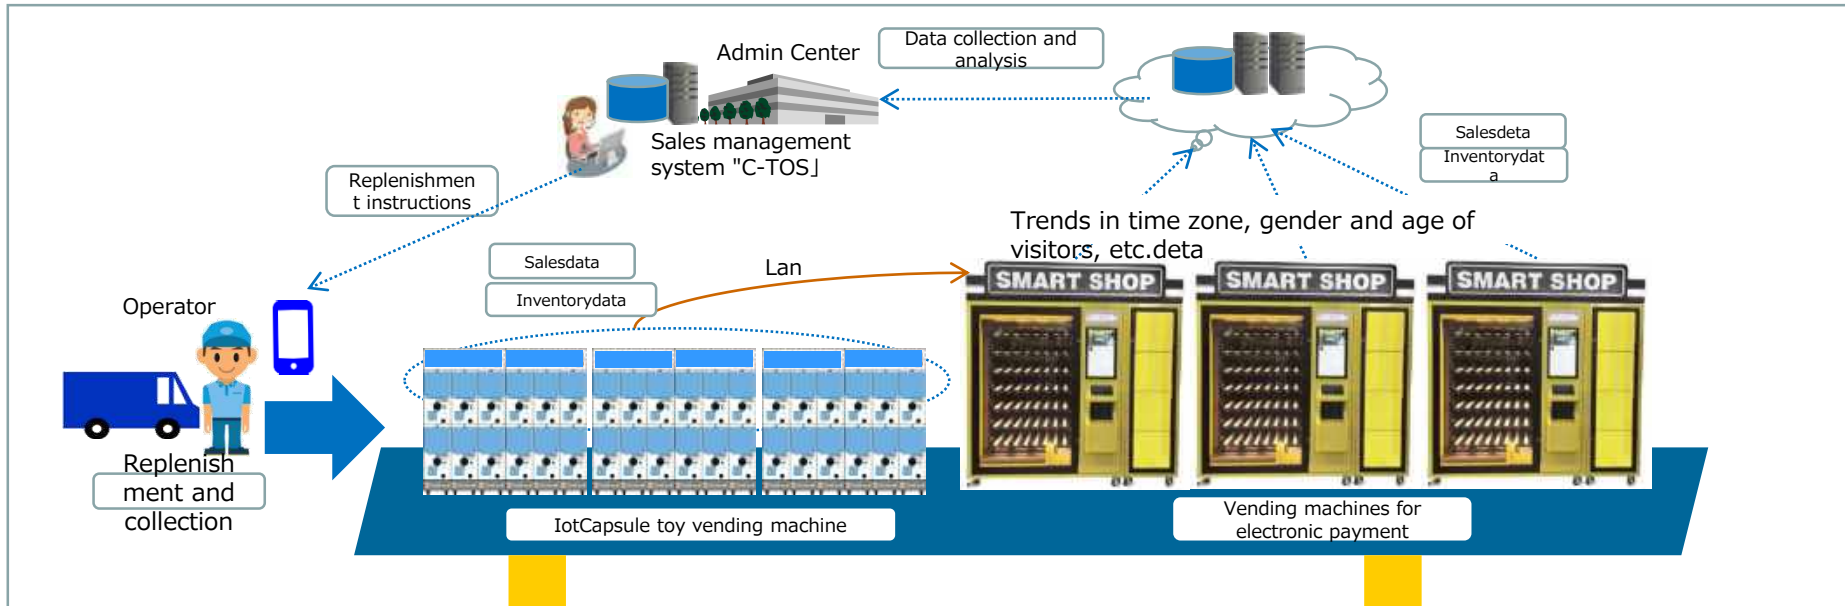 Admin Center
Data collection and
analysis
Sales management
system "C-TOS」
Salesdeta
Inventorydat
a
Replenishmen
t instructions
Trends in time zone, gender and age of
visitors, etc.deta
Salesdata
Inventorydata
Lan
SMART SHOP
SMART SHOP
SMART SHOP
Operator
Replenish
ment and
collection
IotCapsule toy vending machine
Vending machines for
electronic payment